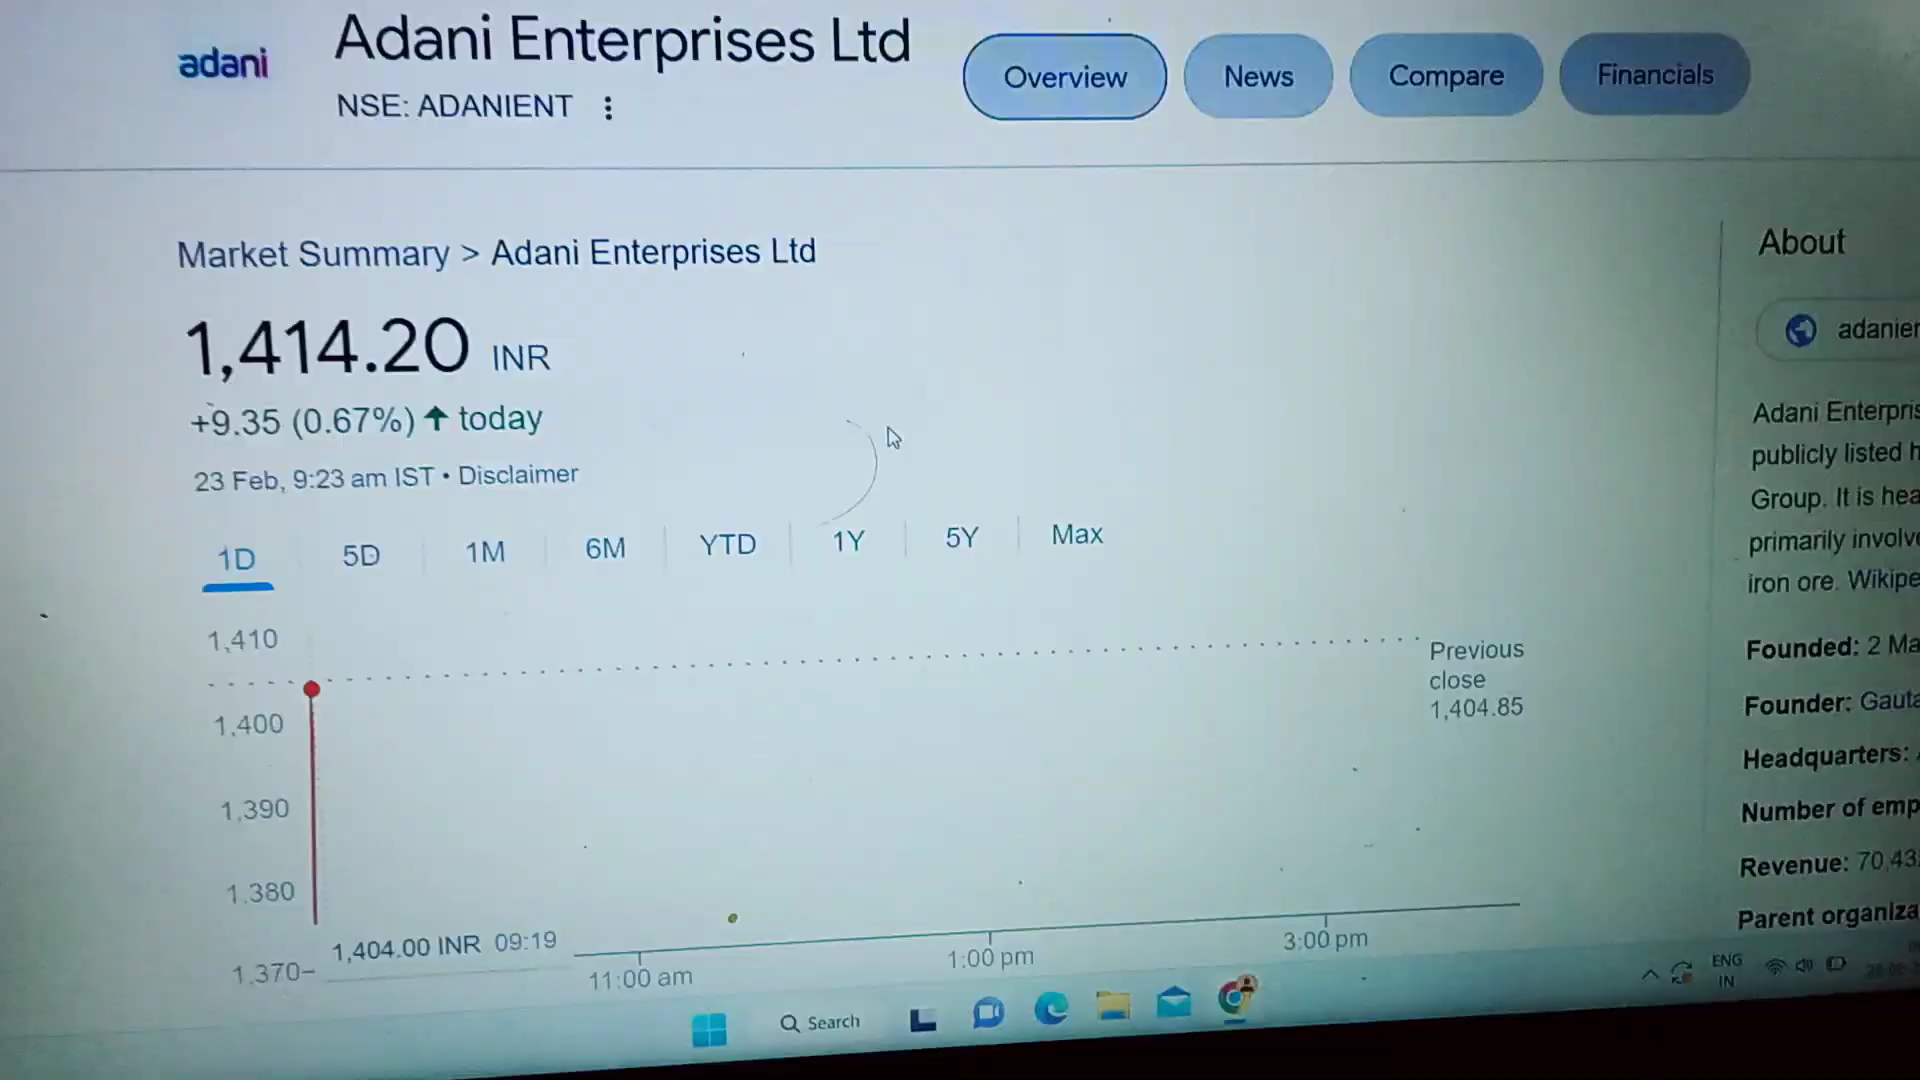 adani
Adani Enterprises Ltd
NSE: ADANIENT
Overview
News
Compare
Financials
Market Summary > Adani Enterprises Ltd
1,414.20 INR
+9.35 (0.67%) today
23 Feb, 9:23 am IST • Disclaimer
1D 5D 1M 6M YTD 1Y 5Y Max
1,410
1,400
1,390
1,380
1,370
Previous
close
1,404.85
1,404.00 INR 09:19
11:00 am
1:00 pm
3:00 pm
About
adanien
Adani Enterpris
publicly listed h
Group. It is hea
primarily involve
iron ore. Wikipe
Founded: 2 Ma
Founder: Gauta
Headquarters:
Number of emp
Revenue: 70,43
Parent organiza
Search
ENG
IN